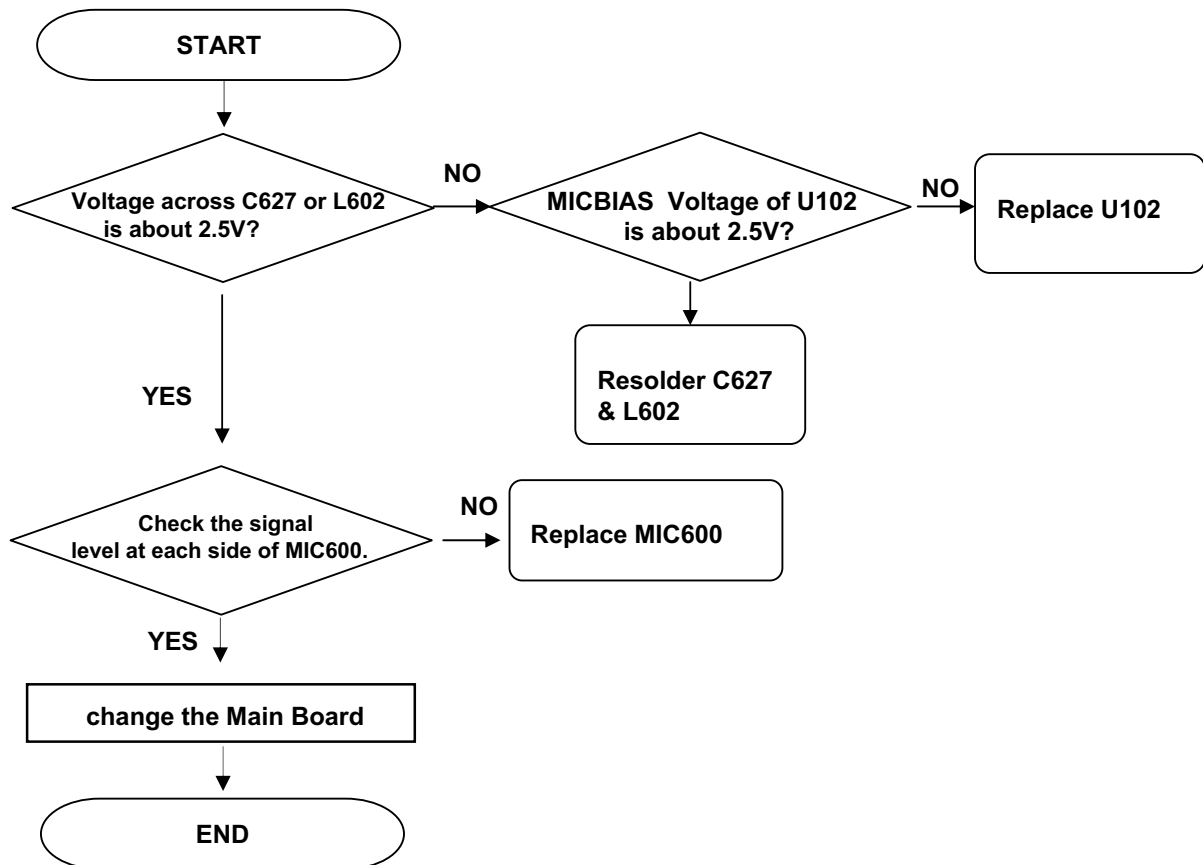 START
Voltage across C627 or L602
is about 2.5V?
NO
MICBIAS Voltage of U102
is about 2.5V?
NO
Replace U102
Resolder C627
& L602
YES
Check the signal
level at each side of MIC600.
NO
Replace MIC600
YES
change the Main Board
END